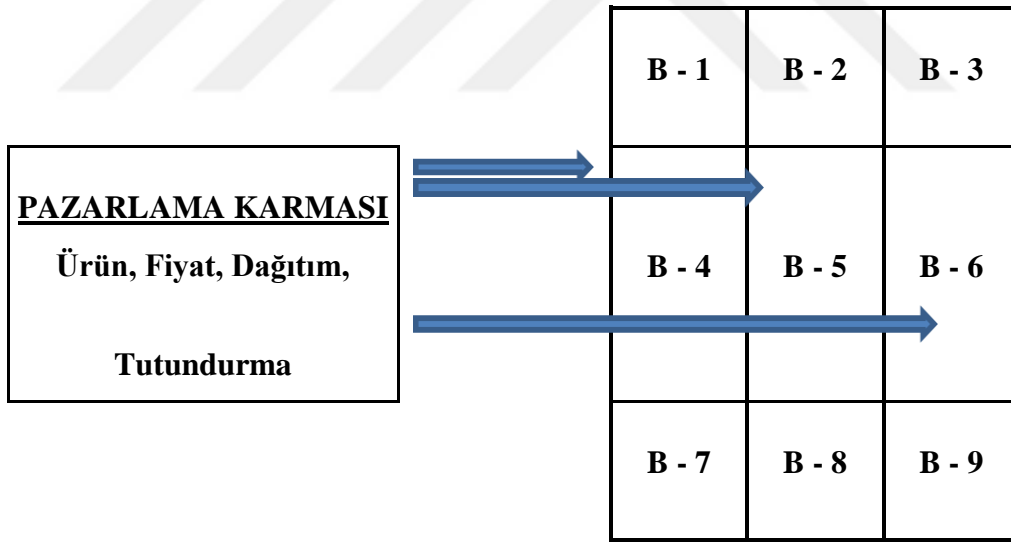 B - 1 B - 2 B - 3
PAZARLAMA KARMASI
Ürün, Fiyat, Dağıtım,
Tutundurma
B - 4 B - 5 B - 6
B - 7 B - 8 B - 9